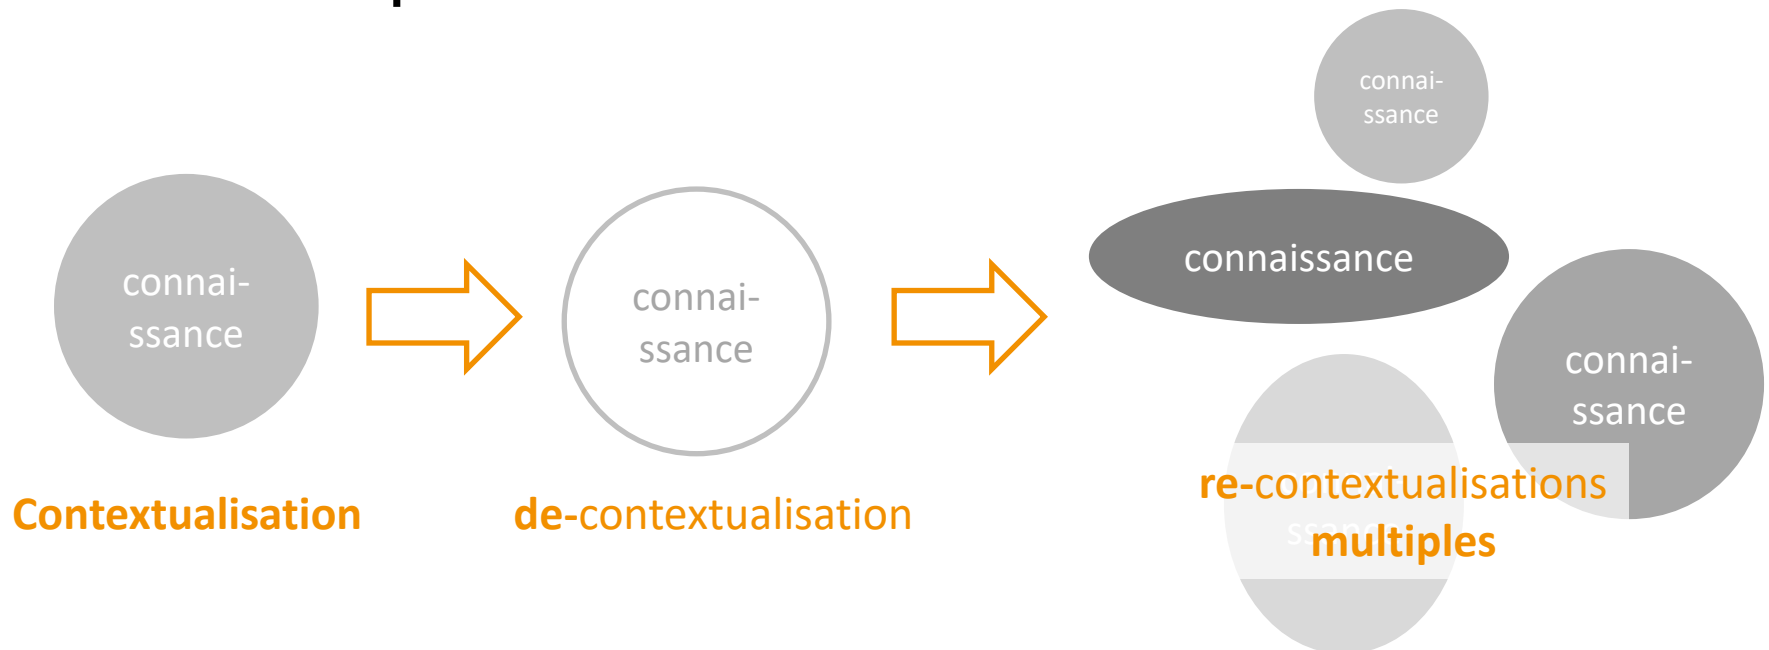 connai-
ssance
Contextualisation
connai-
ssance
de-contextualisation
connai-
ssance
connaissance
connai-
ssance
re-contextualisations
multiples